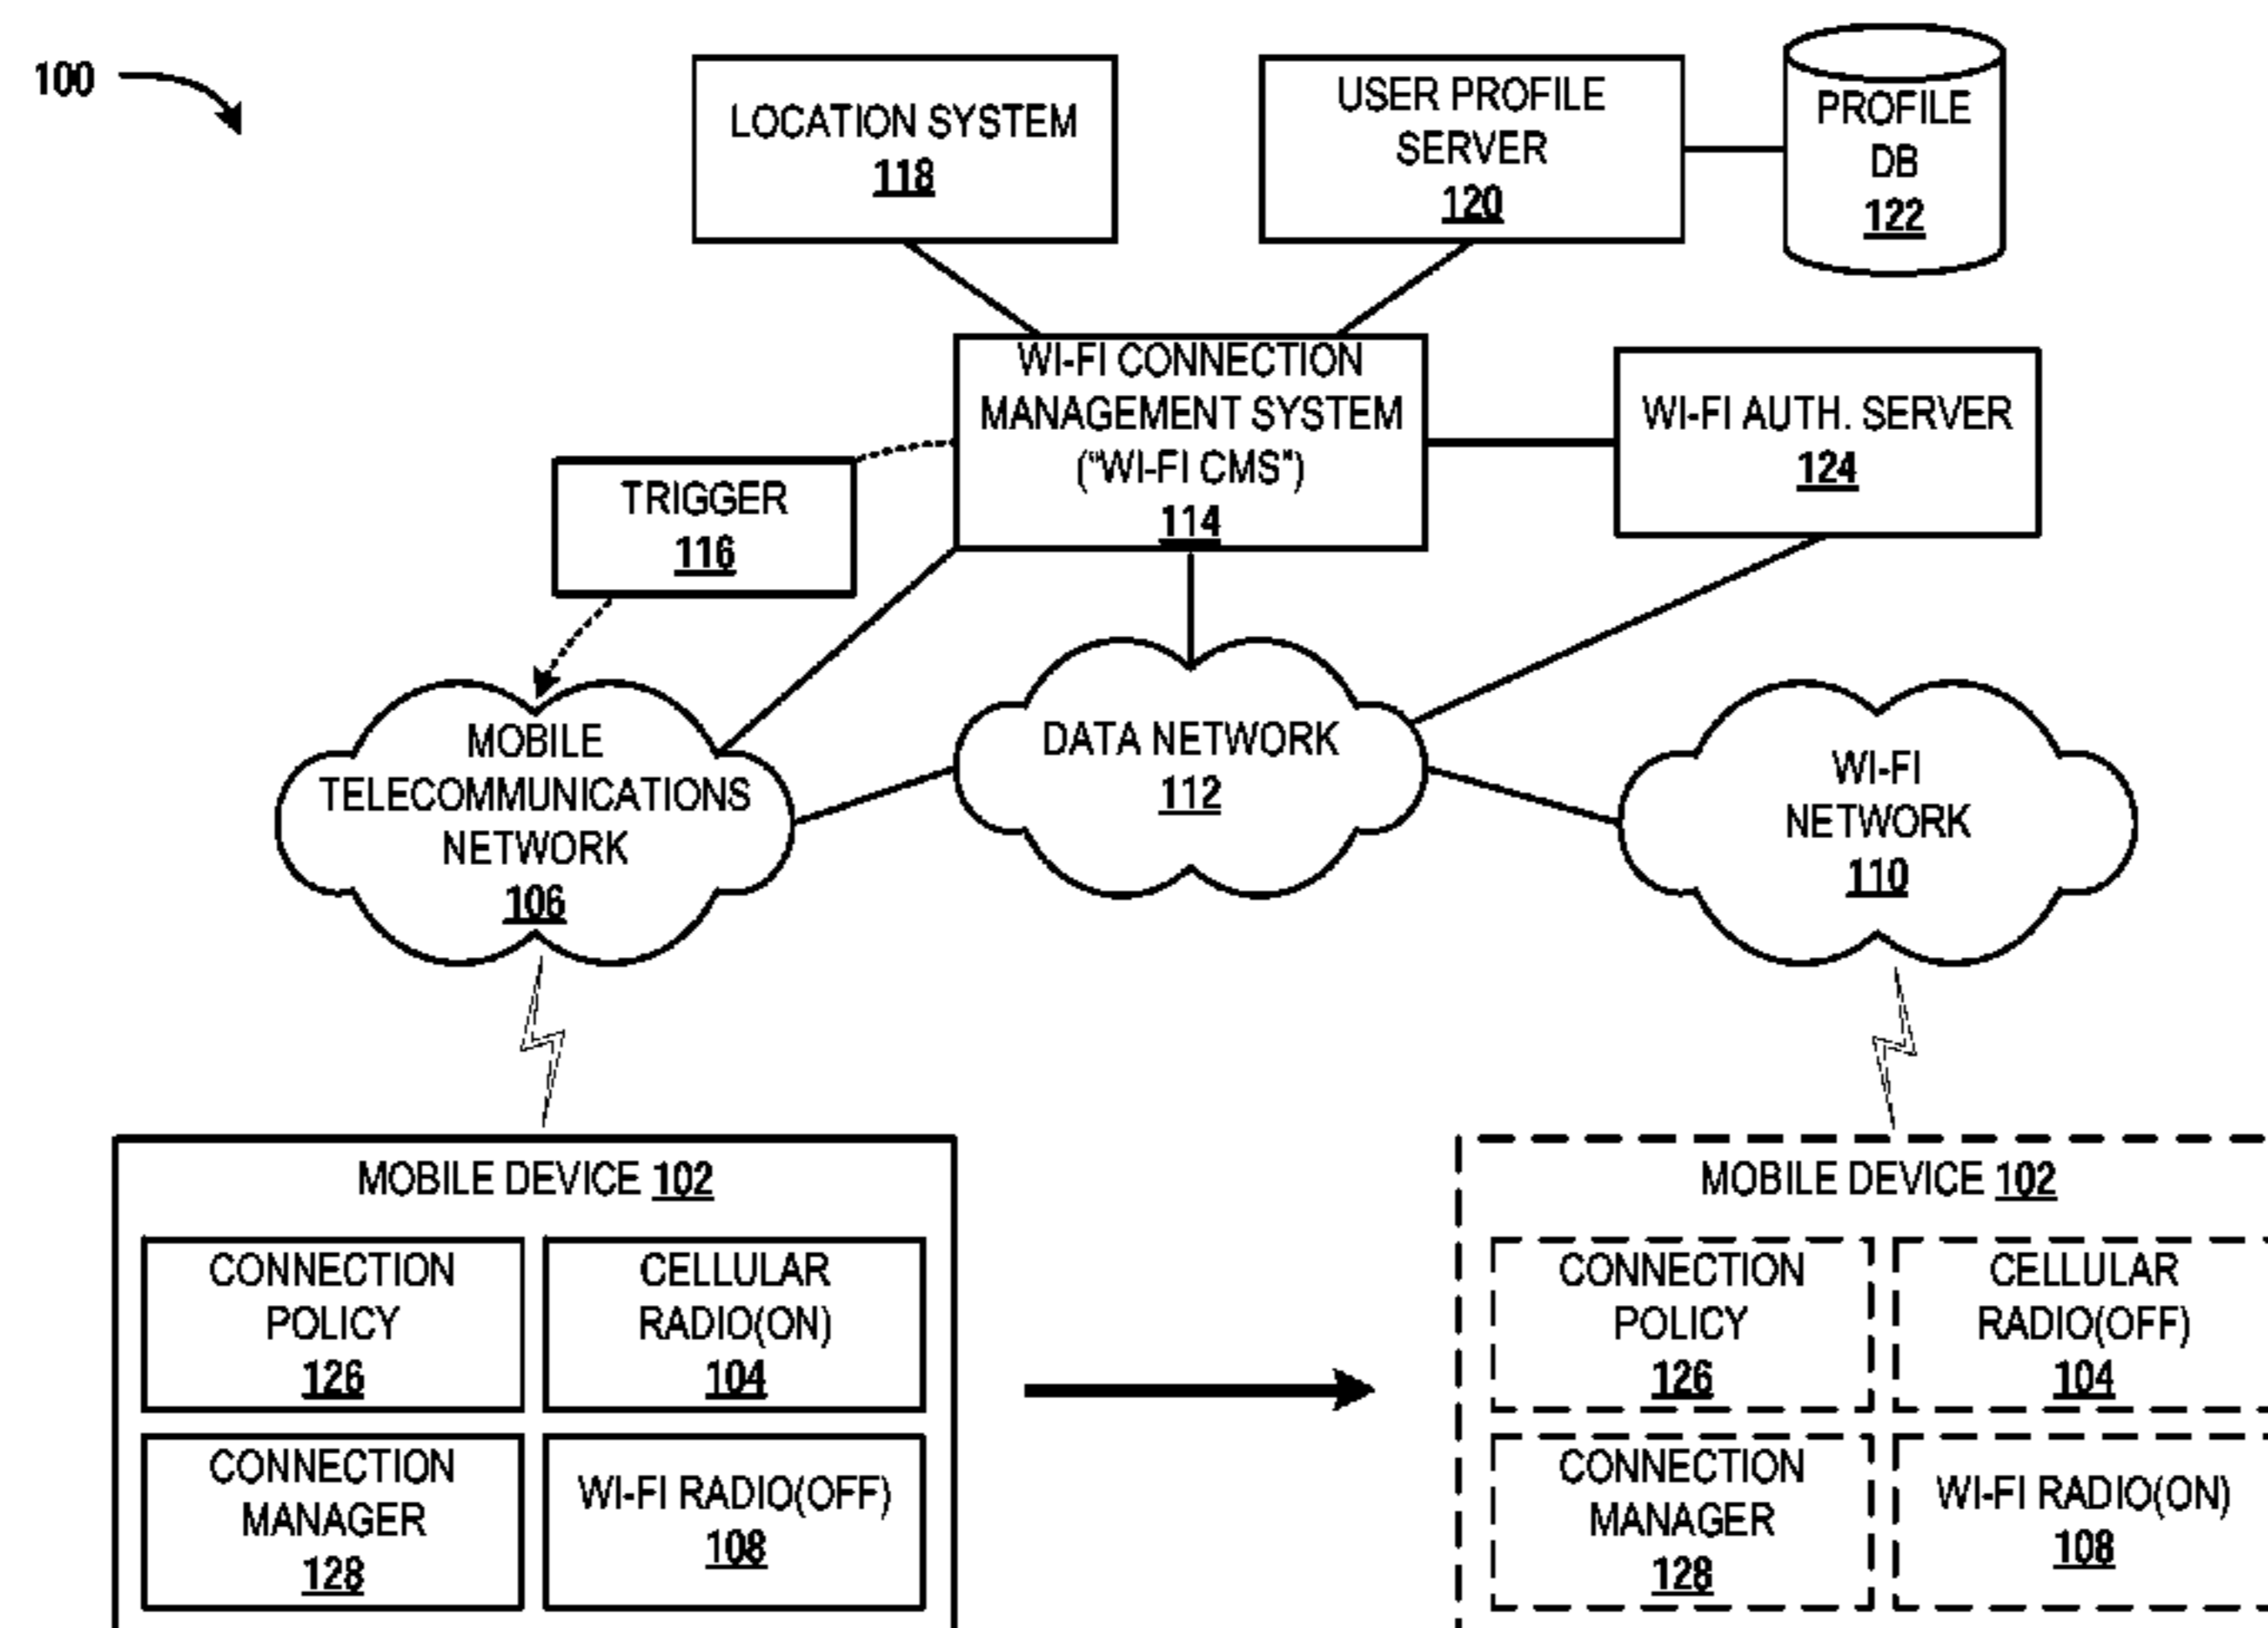 100
LOCATION SYSTEM
118
USER PROFILE
SERVER
120
PROFILE
DB
122
WI-FI CONNECTION
MANAGEMENT SYSTEM
("WI-FI CMS")
114
WI-FI AUTH. SERVER
124
TRIGGER
116
MOBILE
TELECOMMUNICATIONS
NETWORK
106
DATA NETWORK
112
WI-FI
NETWORK
110
MOBILE DEVICE 102
CONNECTION
POLICY
126
CELLULAR
RADIO(ON)
104
CONNECTION
MANAGER
128
WI-FI RADIO(OFF)
108
MOBILE DEVICE 102
CONNECTION
POLICY
126
CELLULAR
RADIO(OFF)
104
CONNECTION
MANAGER
128
WI-FI RADIO(ON)
108